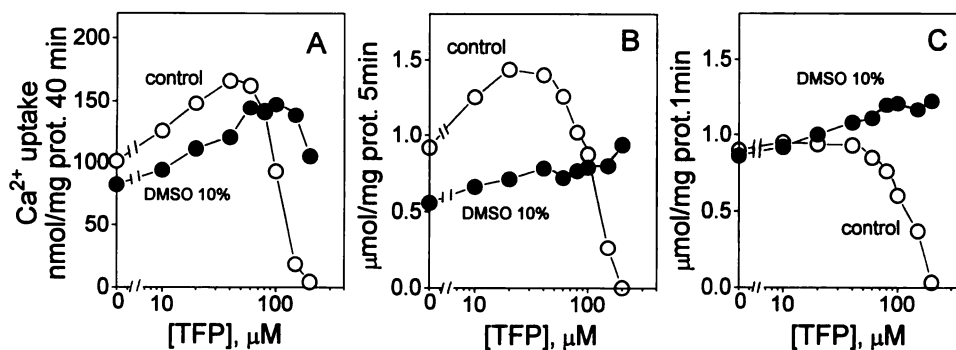 A
200
150
100
50
0
Ca2+ uptake
nmol/mg prot. 40 min
control
DMSO 10%
0 10 100
[TFP], µM
B
1.5
1.0
0.5
0.0
µmol/mg prot. 5min
control
DMSO 10%
0 10 100
[TFP], µM
C
1.5
1.0
0.5
0.0
µmol/mg prot.1min
DMSO 10%
control
0 10 100
[TFP], µM